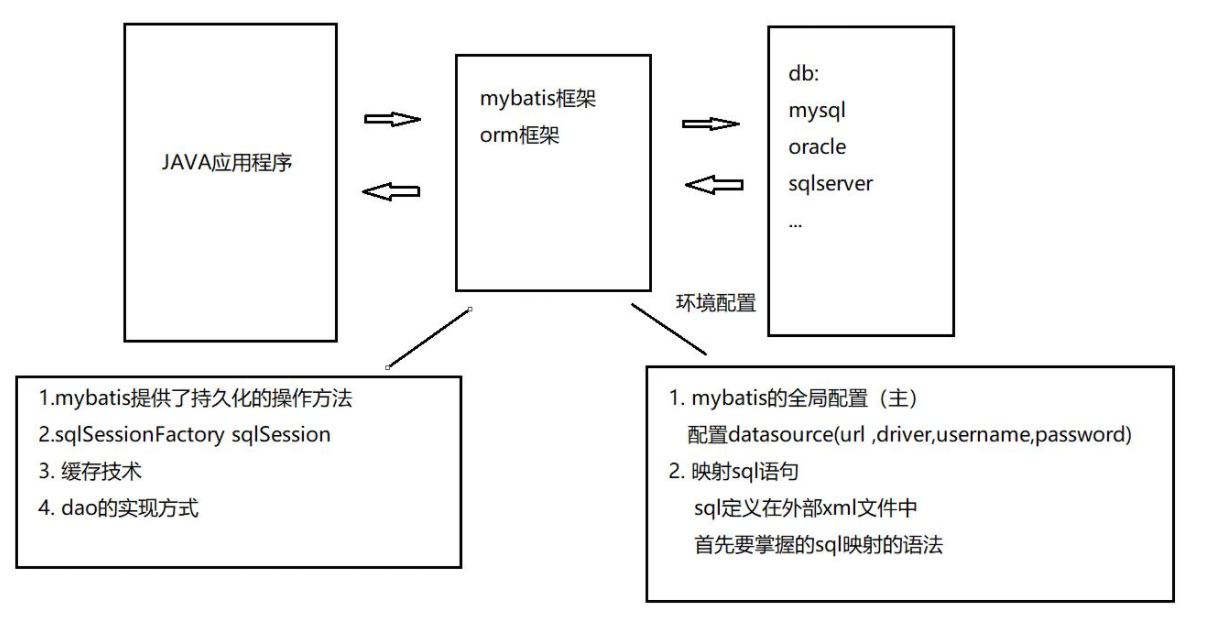 JAVA应用程序
mybatis框架
orm框架
db:
mysql
oracle
sqlserver
...
环境配置
1.mybatis提供了持久化的操作方法
2.sqlSessionFactory sqlSession
3. 缓存技术
4. dao的实现方式
1. mybatis的全局配置（主）
配置datasource(url ,driver,username,password)
2. 映射sql语句
sql定义在外部xml文件中
首先要掌握的sql映射的语法